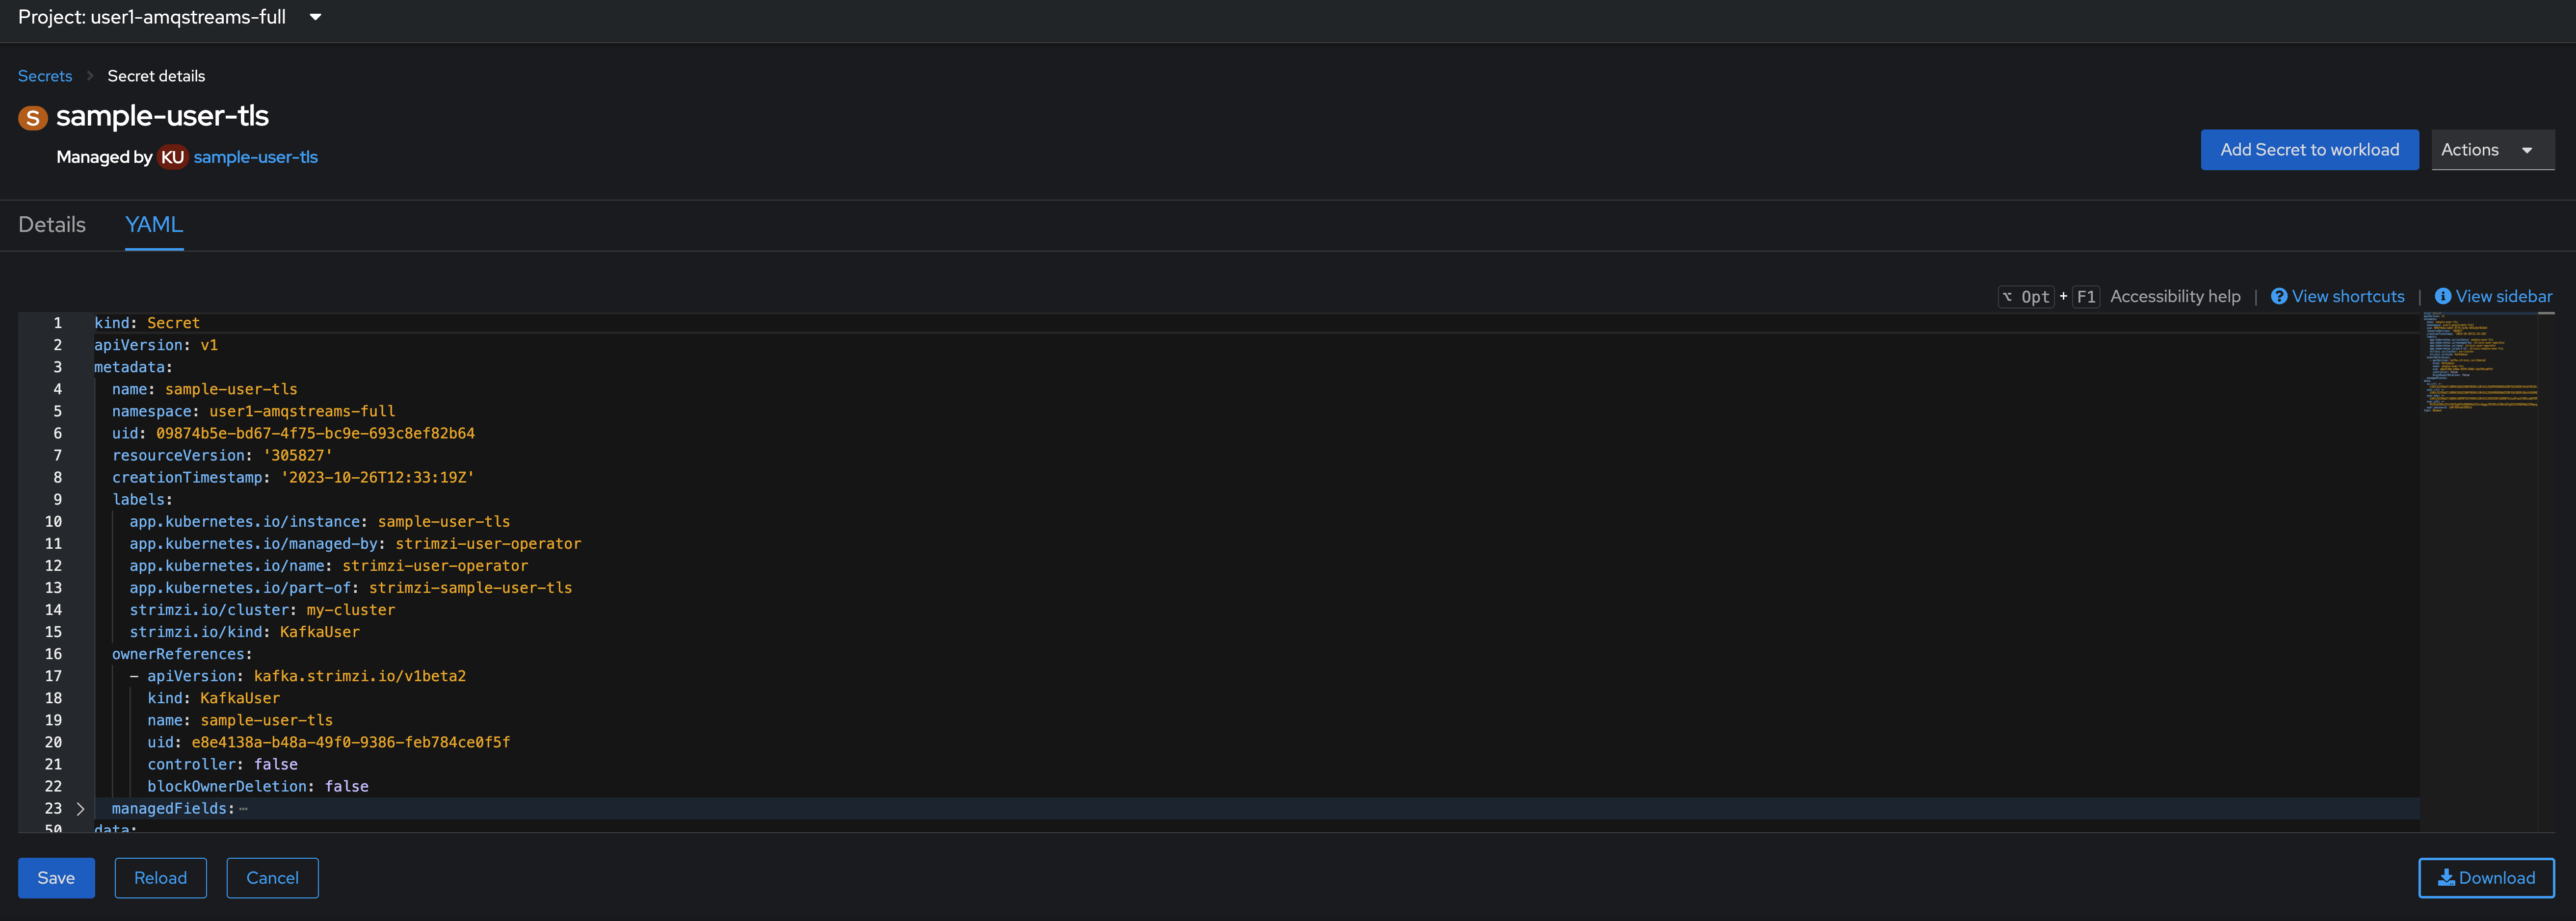 Project: user1-amqstreams-full
Secrets > Secret details
S sample-user-tls
Managed by KU sample-user-tls
Add Secret to workload
Actions
Details YAML
⌥ Opt + F1 Accessibility help | View shortcuts | View sidebar
1 kind: Secret
2 apiVersion: v1
3 metadata:
4 name: sample-user-tls
5 namespace: user1-amqstreams-full
6 uid: 09874b5e-bd67-4f75-bc9e-693c8ef82b64
7 resourceVersion: '305827'
8 creationTimestamp: '2023-10-26T12:33:19Z'
9 labels:
10 app.kubernetes.io/instance: sample-user-tls
11 app.kubernetes.io/managed-by: strimzi-user-operator
12 app.kubernetes.io/name: strimzi-user-operator
13 app.kubernetes.io/part-of: strimzi-sample-user-tls
14 strimzi.io/cluster: my-cluster
15 strimzi.io/kind: KafkaUser
16 ownerReferences:
17 - apiVersion: kafka.strimzi.io/v1beta2
18 kind: KafkaUser
19 name: sample-user-tls
20 uid: e8e4138a-b48a-49f0-9386-feb784ce0f5f
21 controller: false
22 blockOwnerDeletion: false
23 managedFields: ⋯
50 data:
Save Reload Cancel
Download